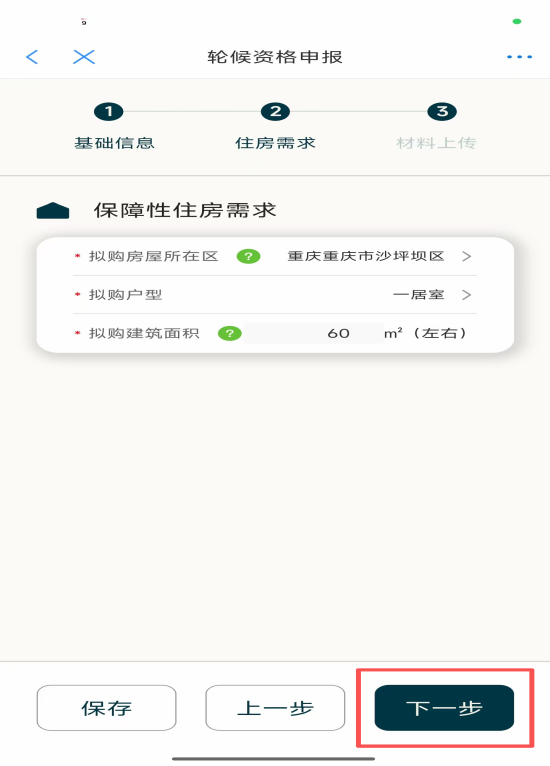 轮候资格申报
1 2 3
基础信息 住房需求 材料上传
保障性住房需求
* 拟购房屋所在区 ? 重庆重庆市沙坪坝区 >
* 拟购户型 一居室 >
* 拟购建筑面积 ? 60 m²（左右）
保存 上一步 下一步